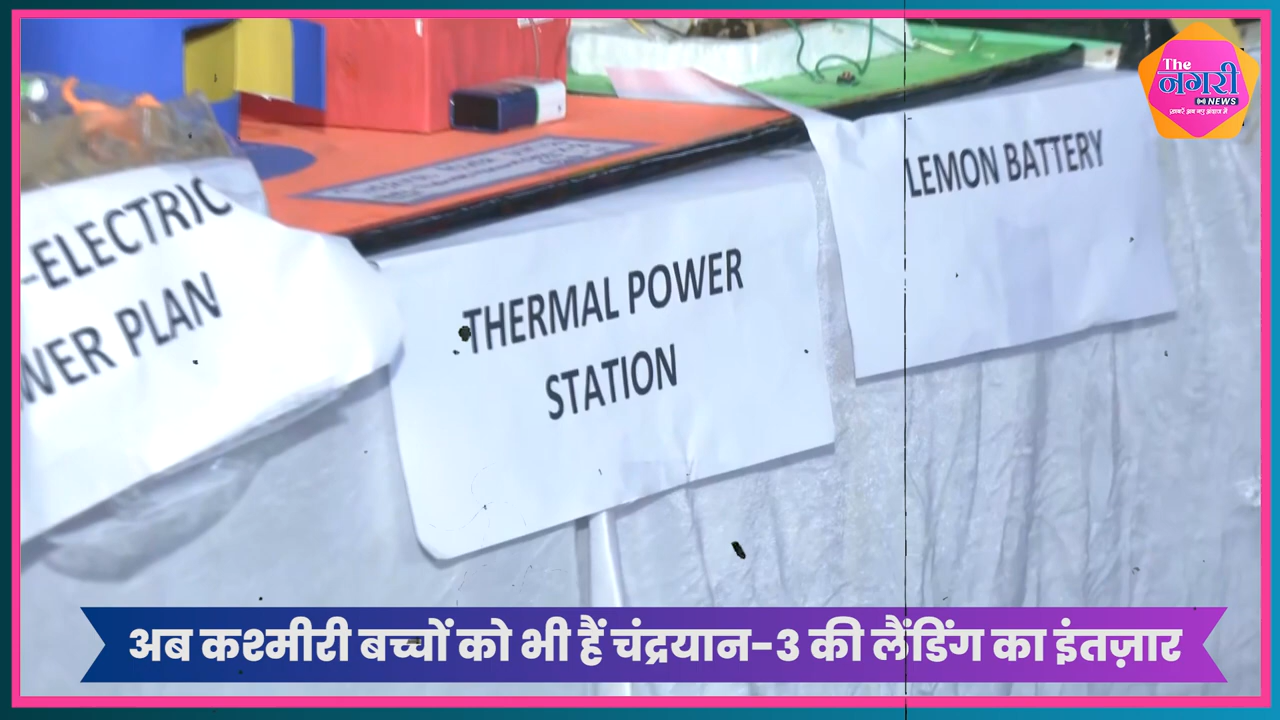 The
नगरी
NEWS
-ELECTRIC
WER PLAN
THERMAL POWER
STATION
LEMON BATTERY
अब कश्मीरी बच्चों को भी हैं चंद्रयान-3 की लैंडिंग का इंतज़ार